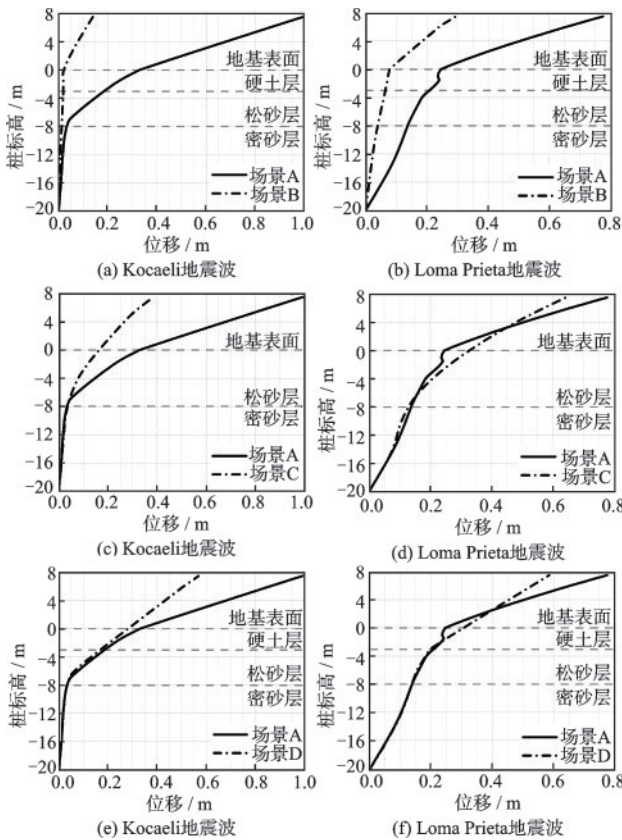 8
4
0
−4
−8
−12
−16
−20
桩标高 / m
地基表面
硬土层
松砂层
密砂层
场景A
场景B
0.0 0.2 0.4 0.6 0.8 1.0
位移 / m
(a) Kocaeli地震波
8
4
0
−4
−8
−12
−16
−20
桩标高 / m
地基表面
硬土层
松砂层
密砂层
场景A
场景B
0.0 0.2 0.4 0.6 0.8
位移 / m
(b) Loma Prieta地震波
8
4
0
−4
−8
−12
−16
−20
桩标高 / m
地基表面
松砂层
密砂层
场景A
场景C
0.0 0.2 0.4 0.6 0.8 1.0
位移 / m
(c) Kocaeli地震波
8
4
0
−4
−8
−12
−16
−20
桩标高 / m
地基表面
松砂层
密砂层
场景A
场景C
0.0 0.2 0.4 0.6 0.8
位移 / m
(d) Loma Prieta地震波
8
4
0
−4
−8
−12
−16
−20
桩标高 / m
地基表面
硬土层
松砂层
密砂层
场景A
场景D
0.0 0.2 0.4 0.6 0.8 1.0
位移 / m
(e) Kocaeli地震波
8
4
0
−4
−8
−12
−16
−20
桩标高 / m
地基表面
硬土层
松砂层
密砂层
场景A
场景D
0.0 0.2 0.4 0.6 0.8
位移 / m
(f) Loma Prieta地震波